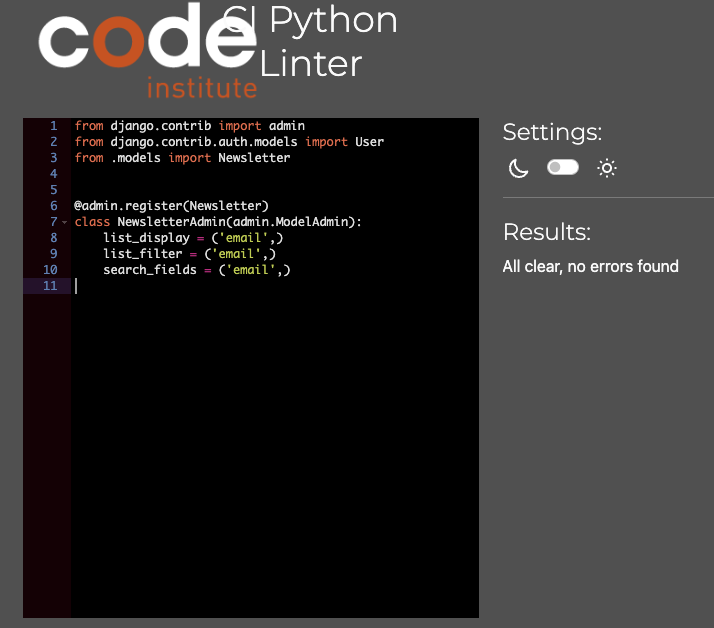 code
institute
CI Python
Linter
1 from django.contrib import admin
2 from django.contrib.auth.models import User
3 from .models import Newsletter
4
5
6 @admin.register(Newsletter)
7 class NewsletterAdmin(admin.ModelAdmin):
8     list_display = ('email',)
9     list_filter = ('email',)
10     search_fields = ('email',)
11
Settings:
Results:
All clear, no errors found